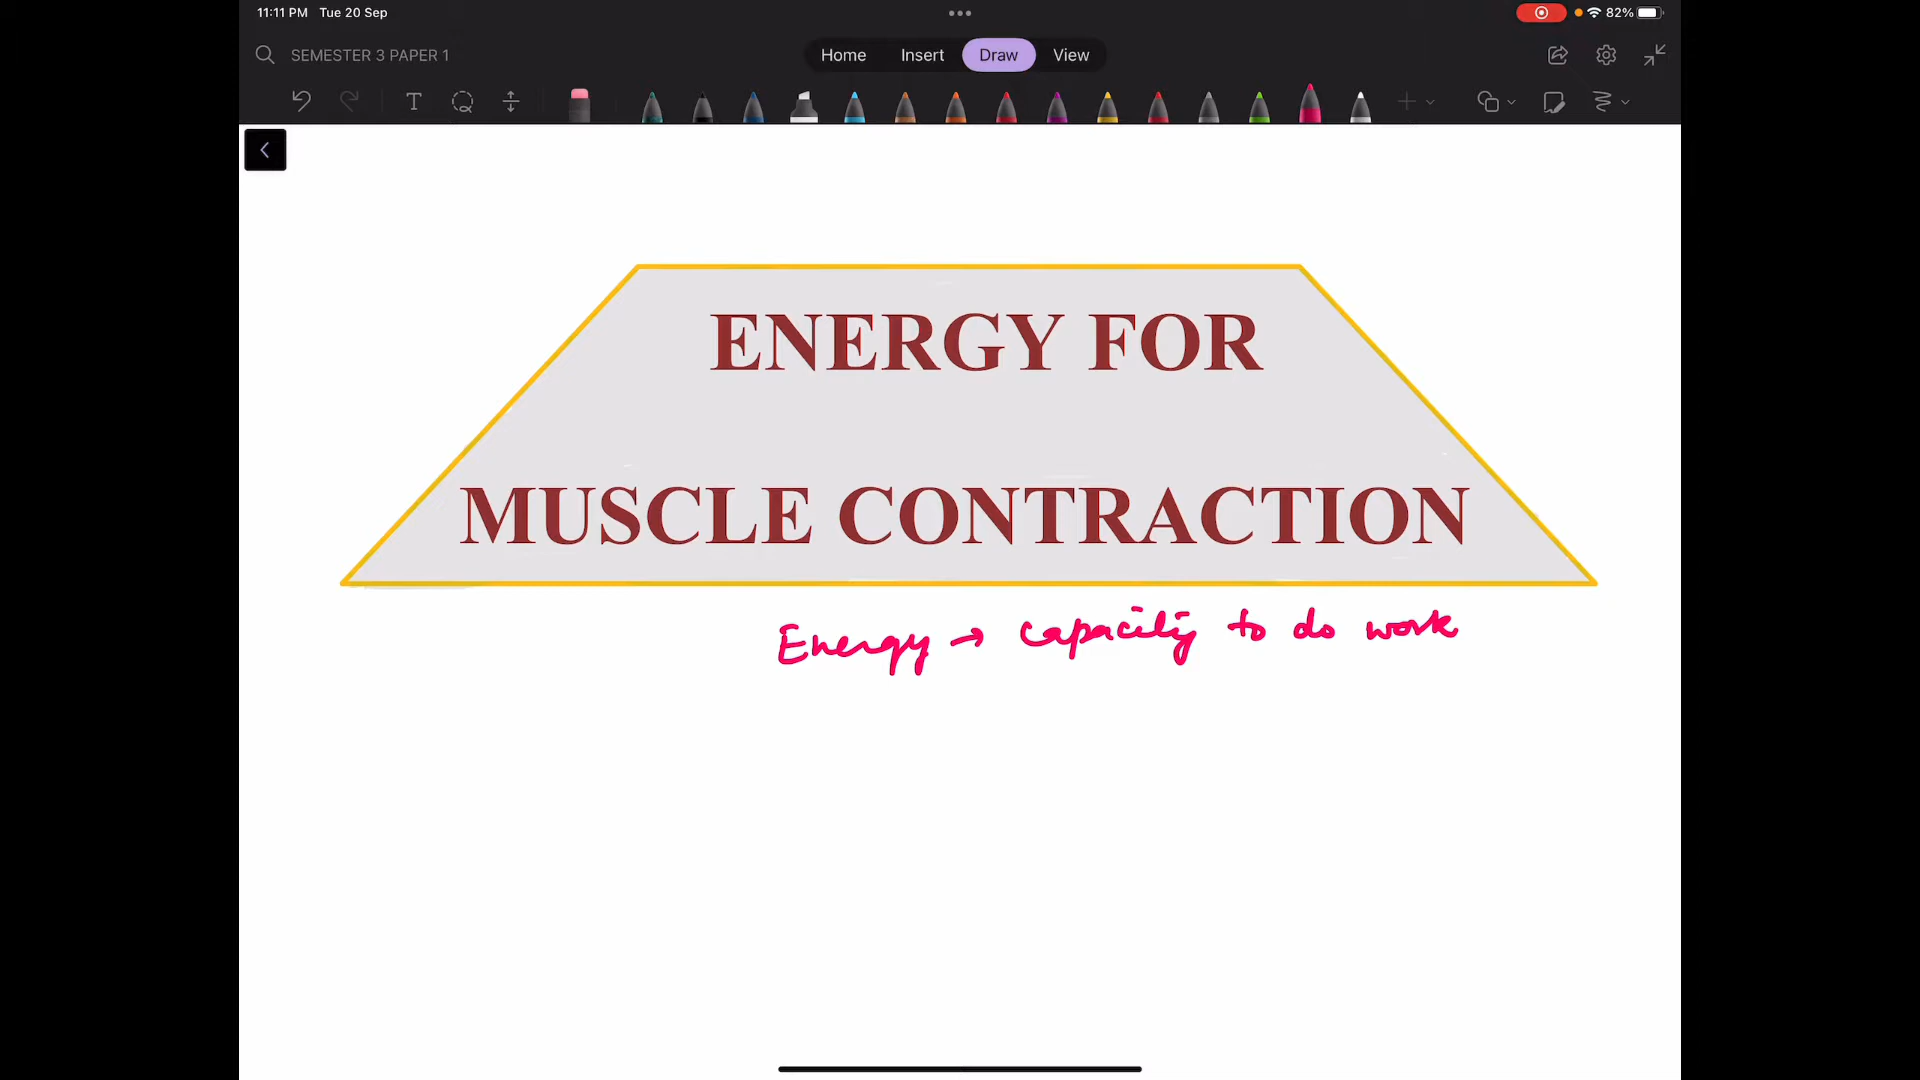 11:11 PM Tue 20 Sep
82%
SEMESTER 3 PAPER 1
Home Insert Draw View
ENERGY FOR
MUSCLE CONTRACTION
Energy → capacity to do work